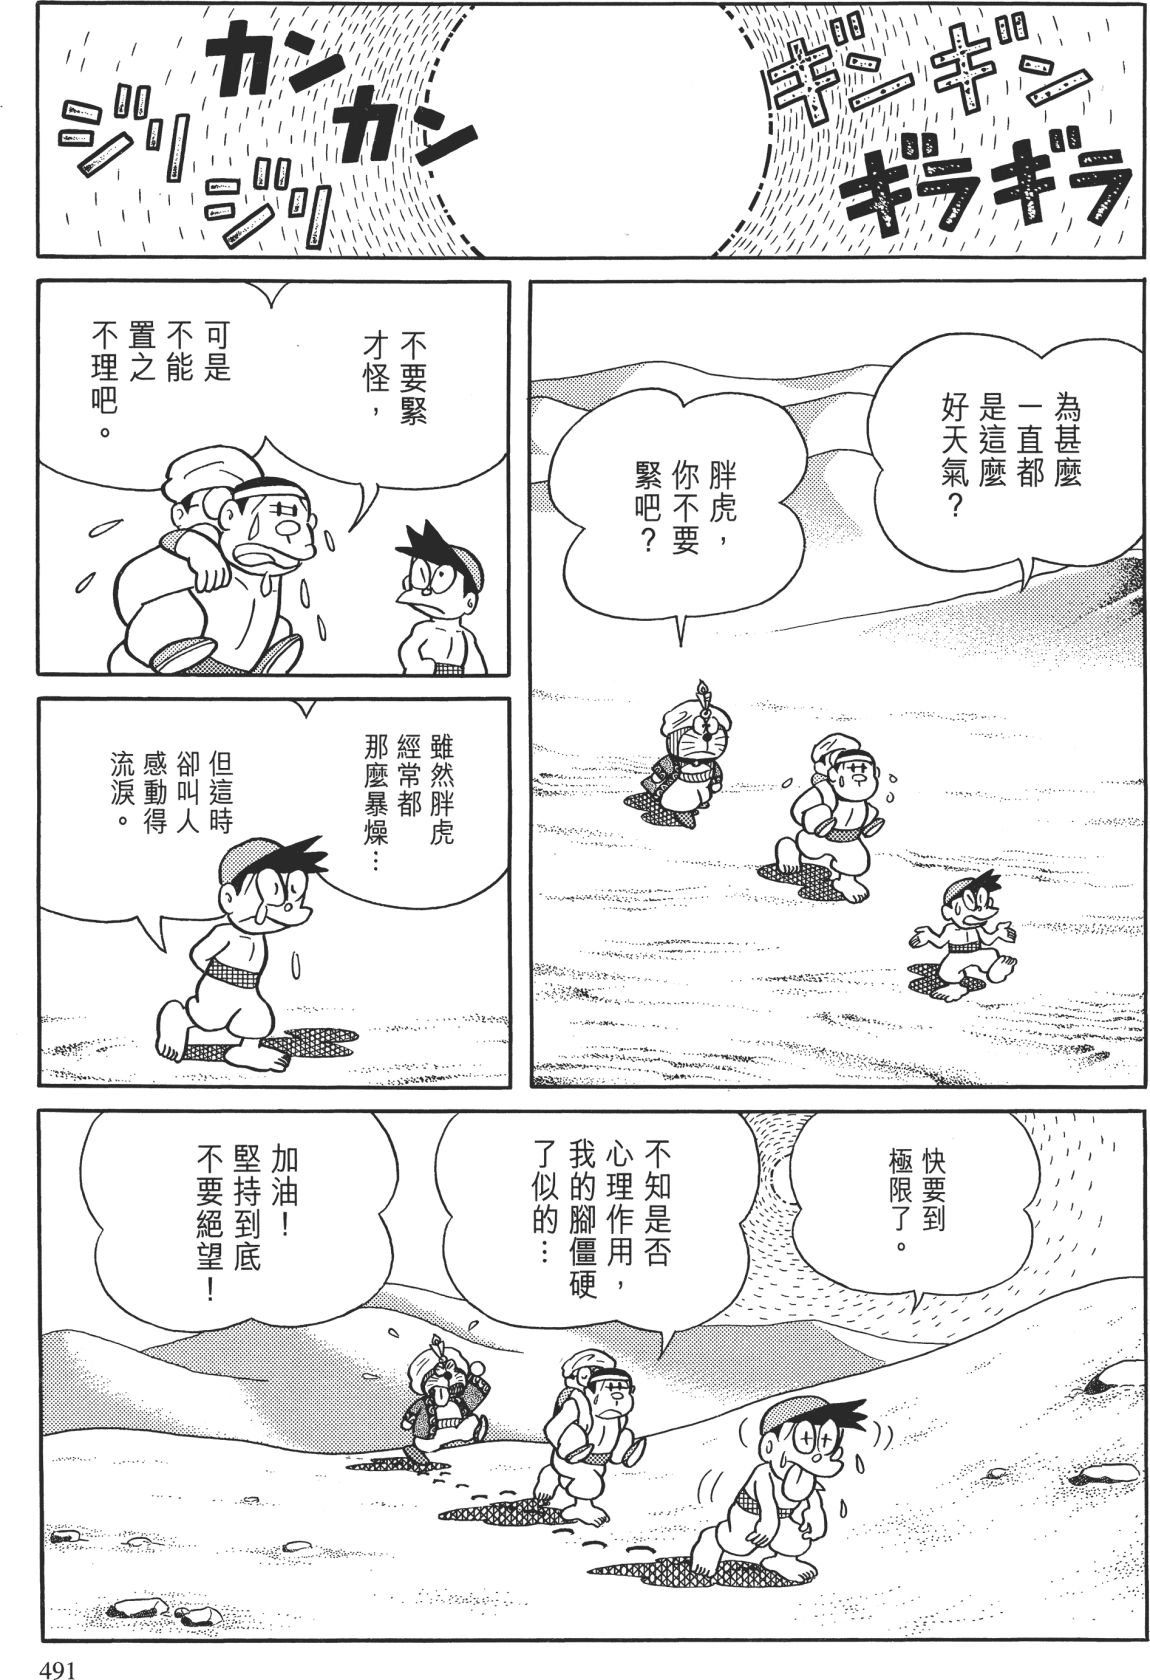 ギンギン
ギラギラ
カンカン
ジリジリ
為甚麼
一直都
是這麼
好天氣？
胖虎，
你不要
緊吧？
不要緊
才怪，
可是
不能
置之
不理吧。
雖然胖虎
經常都
那麼暴燥…
但這時
卻叫人
感動得
流淚。
快要到
極限了。
不知是否
心理作用，
我的腳僵硬
了似的…
加油！
堅持到底
不要絕望！
491